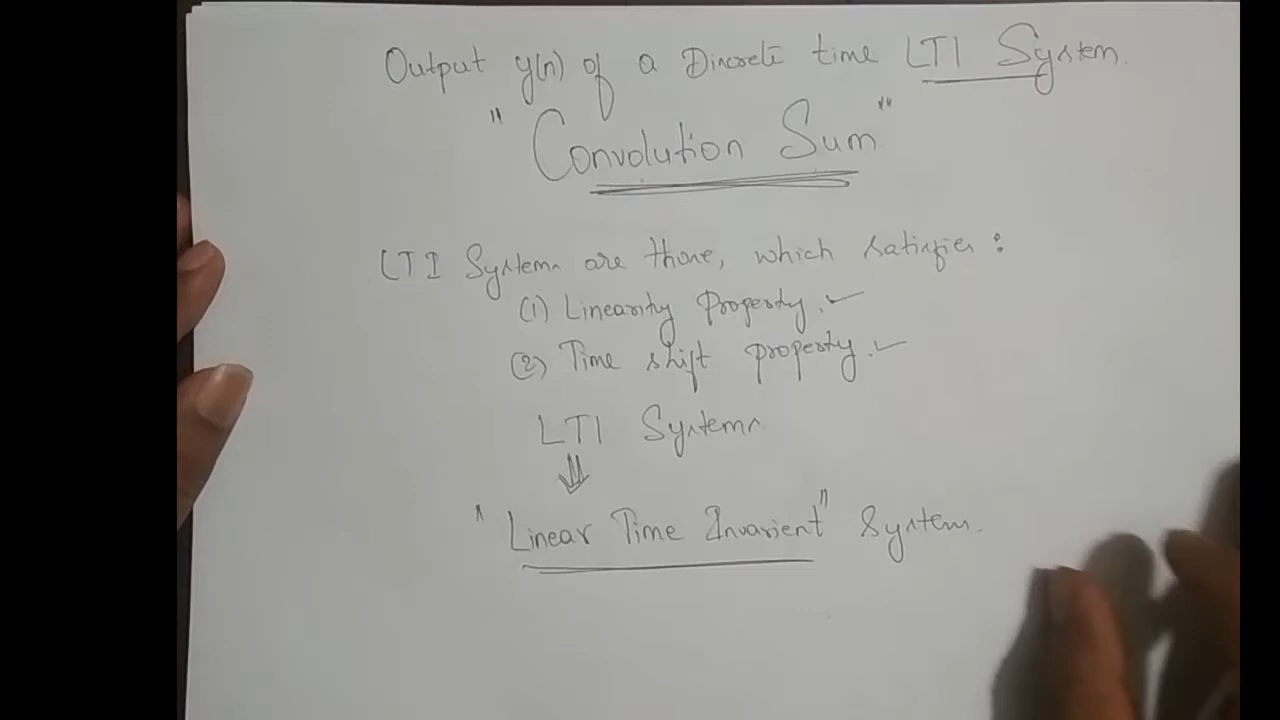 Output y(n) of a Discrete time LTI System.
"Convolution Sum"
LTI Systems are those, which satisfies :
(1) Linearity Property.✓
(2) Time shift property.✓
LTI Systems
⇓
"Linear Time Invarient" System.